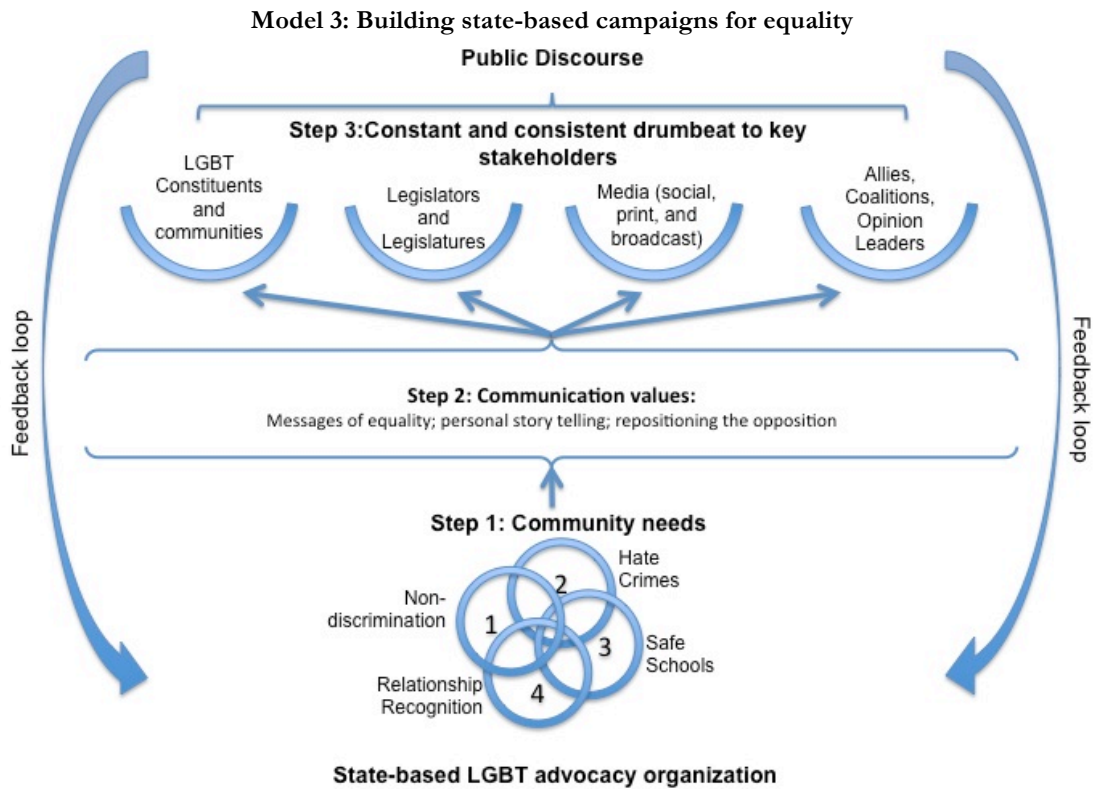 Model 3: Building state-based campaigns for equality
Public Discourse
Step 3:Constant and consistent drumbeat to key
stakeholders
LGBT
Constituents
and
communities
Legislators
and
Legislatures
Media (social,
print, and
broadcast)
Allies,
Coalitions,
Opinion
Leaders
Feedback loop
Feedback loop
Step 2: Communication values:
Messages of equality; personal story telling; repositioning the opposition
Step 1: Community needs
Non-
discrimination
1
2
Hate
Crimes
3
Safe
Schools
Relationship
Recognition
4
State-based LGBT advocacy organization